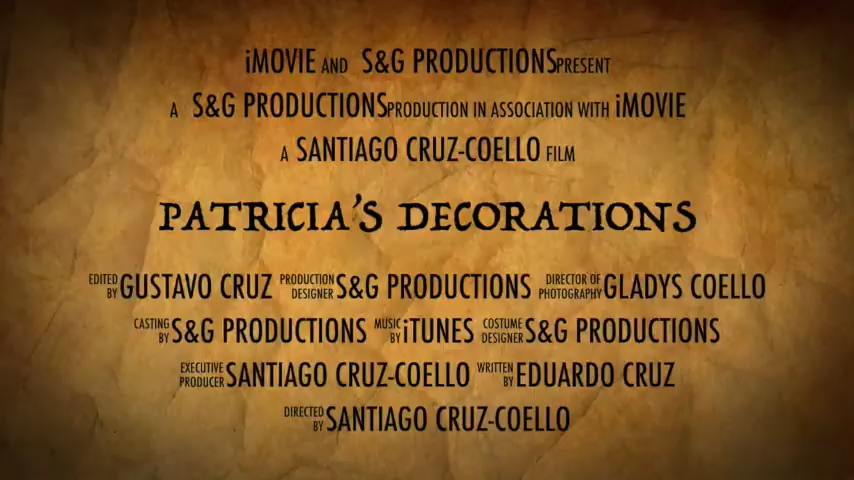 iMOVIE AND S&G PRODUCTIONS PRESENT
A S&G PRODUCTIONS PRODUCTION IN ASSOCIATION WITH iMOVIE
A SANTIAGO CRUZ-COELLO FILM
PATRICIA'S DECORATIONS
EDITED BY GUSTAVO CRUZ PRODUCTION DESIGNER S&G PRODUCTIONS DIRECTOR OF PHOTOGRAPHY GLADYS COELLO
CASTING BY S&G PRODUCTIONS MUSIC BY iTUNES COSTUME DESIGNER S&G PRODUCTIONS
EXECUTIVE PRODUCER SANTIAGO CRUZ-COELLO WRITTEN BY EDUARDO CRUZ
DIRECTED BY SANTIAGO CRUZ-COELLO